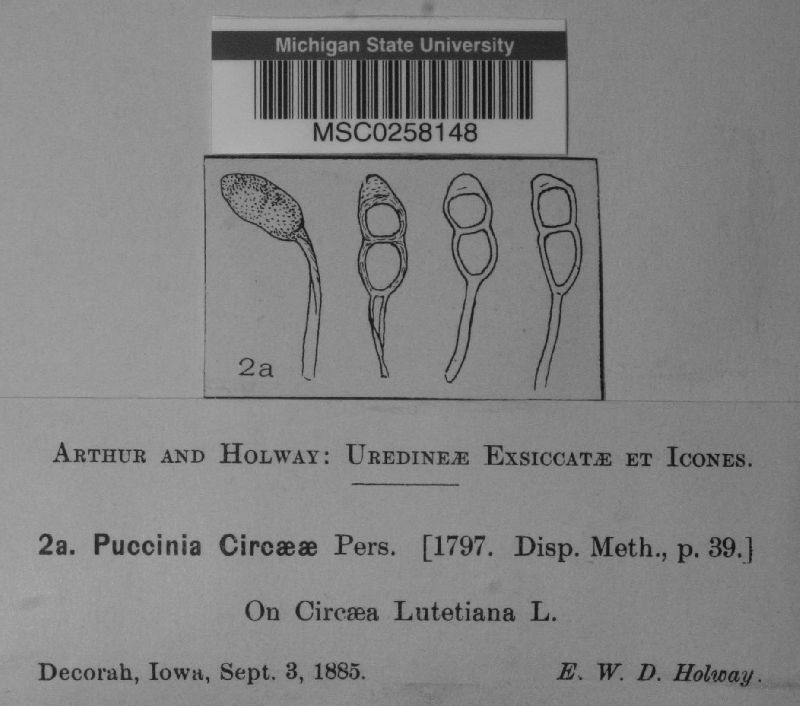 Michigan State University
MSC0258148
2a
ARTHUR AND HOLWAY: UREDINEÆ EXSICCATÆ ET ICONES.
2a. Puccinia Circææ Pers. [1797. Disp. Meth., p. 39.]
On Circæa Lutetiana L.
Decorah, Iowa, Sept. 3, 1885. E. W. D. Holway.